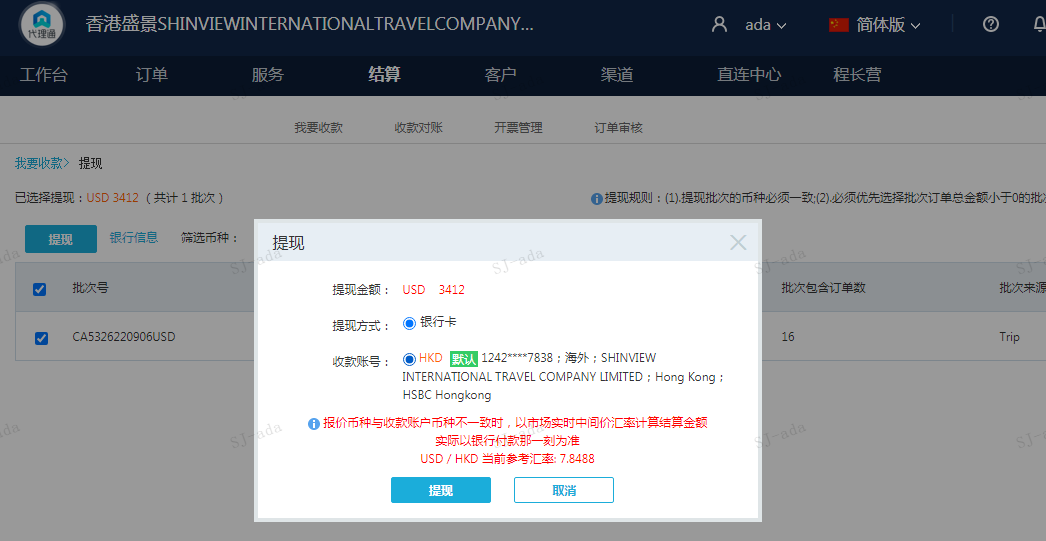 代理通
香港盛景SHINVIEWINTERNATIONALTRAVELCOMPANY...
ada
简体版
工作台 订单 服务 结算 客户 渠道 直连中心 程长营
我要收款 收款对账 开票管理 订单审核
我要收款> 提现
已选择提现：USD 3412 （共计 1 批次）
提现规则：(1).提现批次的币种必须一致;(2).必须优先选择批次订单总金额小于0的批
提现 银行信息 筛选币种：
批次号 批次包含订单数 批次来源
CA5326220906USD 16 Trip
提现
提现金额： USD 3412
提现方式： 银行卡
收款账号： HKD 默认 1242****7838；海外；SHINVIEW
INTERNATIONAL TRAVEL COMPANY LIMITED；Hong Kong；
HSBC Hongkong
报价币种与收款账户币种不一致时，以市场实时中间价汇率计算结算金额
实际以银行付款那一刻为准
USD / HKD 当前参考汇率: 7.8488
提现 取消
SJ-ada
SJ-ada
SJ-ada
SJ-ada